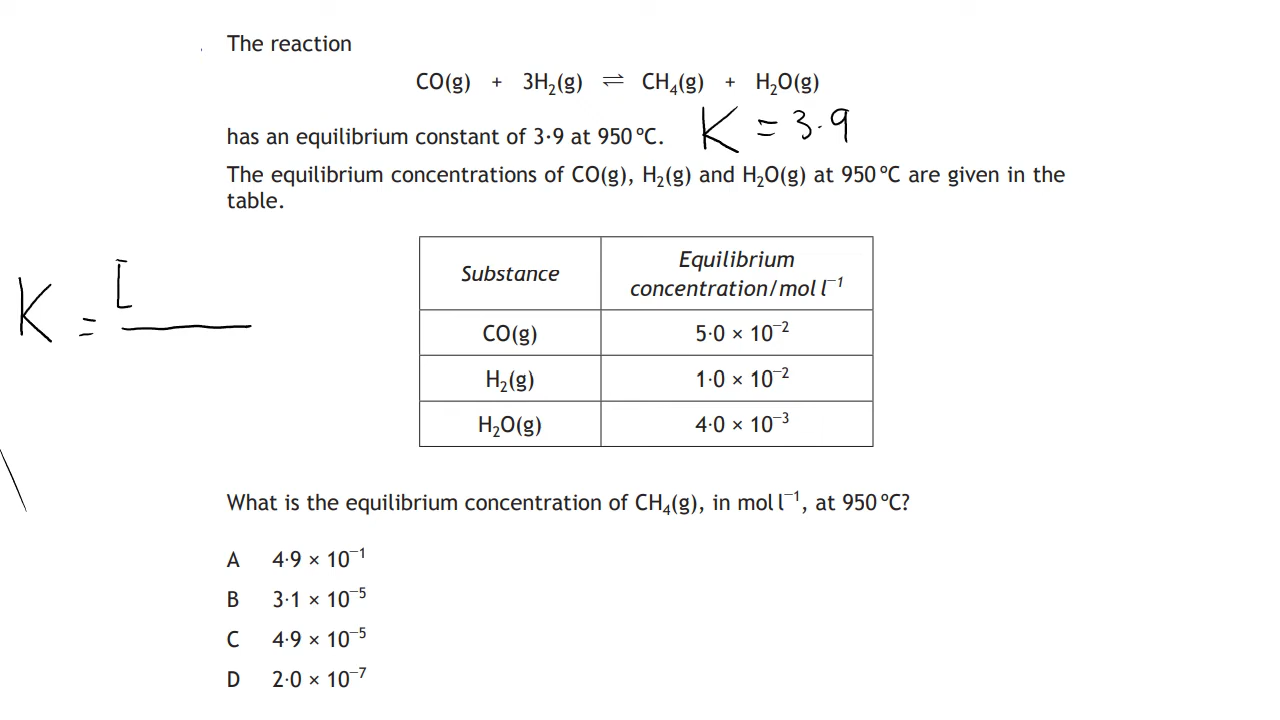 The reaction
CO(g) + 3H₂(g) ⇌ CH₄(g) + H₂O(g)
has an equilibrium constant of 3·9 at 950 °C. K = 3·9
The equilibrium concentrations of CO(g), H₂(g) and H₂O(g) at 950 °C are given in the
table.
Substance Equilibrium concentration/mol l⁻¹
CO(g) 5·0 × 10⁻²
H₂(g) 1·0 × 10⁻²
H₂O(g) 4·0 × 10⁻³
K = [
What is the equilibrium concentration of CH₄(g), in mol l⁻¹, at 950 °C?
A 4·9 × 10⁻¹
B 3·1 × 10⁻⁵
C 4·9 × 10⁻⁵
D 2·0 × 10⁻⁷